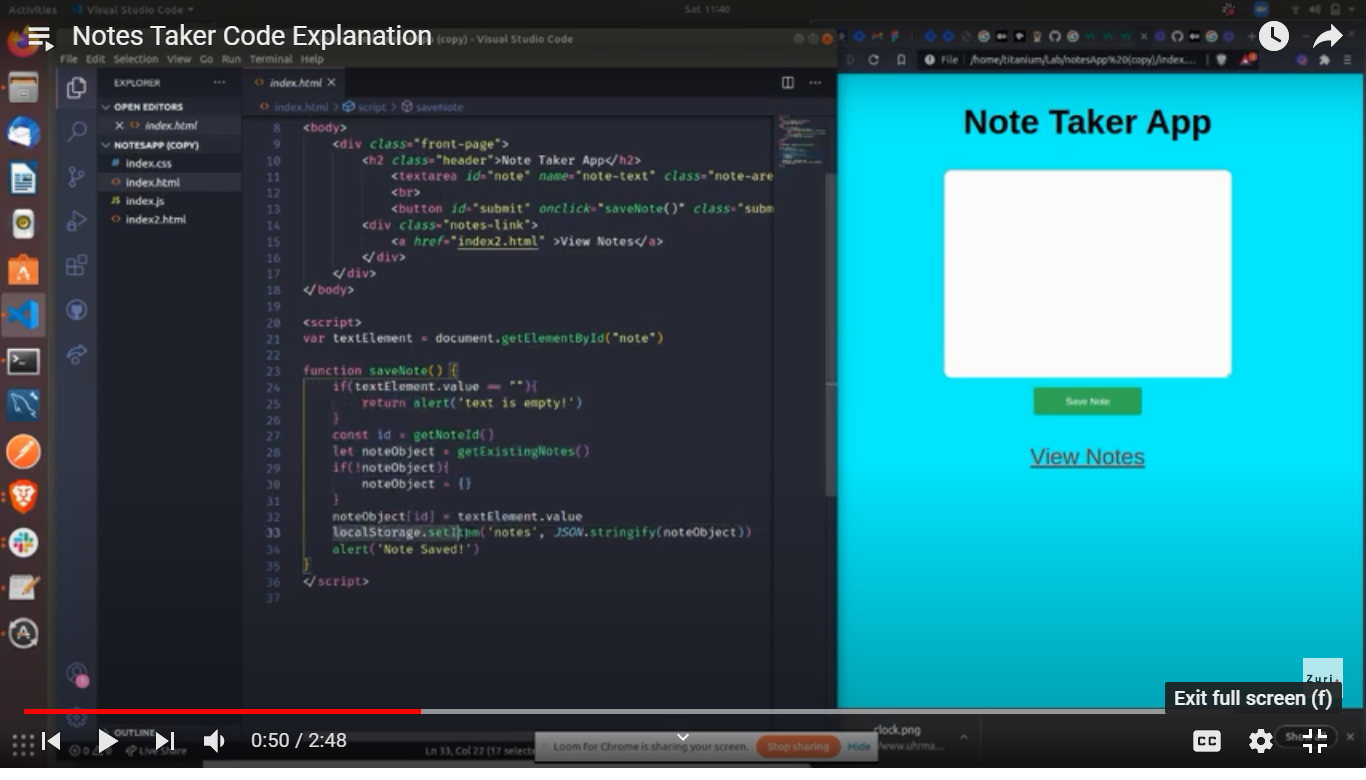 Activities
Visual Studio Code
Sat 11:40
Notes Taker Code Explanation
(copy) - Visual Studio Code
File Edit Selection View Go Run Terminal Help
EXPLORER
index.html
File
/home/titanium/Lab/notesApp%20(copy)/index....
OPEN EDITORS
index.html > script > saveNote
index.html
NOTESAPP (COPY)
index.css
index.html
JS index.js
index2.html
8 <body>
9 <div class="front-page">
10 <h2 class="header">Note Taker App</h2>
11 <textarea id="note" name="note-text" class="note-are
12 <br>
13 <button id="submit" onclick="saveNote()" class="subm
14 <div class="notes-link">
15 <a href="index2.html" >View Notes</a>
16 </div>
17 </div>
18 </body>
19
20 <script>
21 var textElement = document.getElementById("note")
22
23 function saveNote() {
24 if(textElement.value == ""){
25 return alert('text is empty!')
26 }
27 const id = getNoteId()
28 let noteObject = getExistingNotes()
29 if(!noteObject){
30 noteObject = {}
31 }
32 noteObject[id] = textElement.value
33 localStorage.setItem('notes', JSON.stringify(noteObject))
34 alert('Note Saved!')
35 }
36 </script>
37
Note Taker App
Save Note
View Notes
Zuri
Exit full screen (f)
OUTLINE
0:50 / 2:48
Live Share
Ln 33, Col 22 (17 select
Loom for Chrome is sharing your screen.
Stop sharing
Hide
clock.png
CC